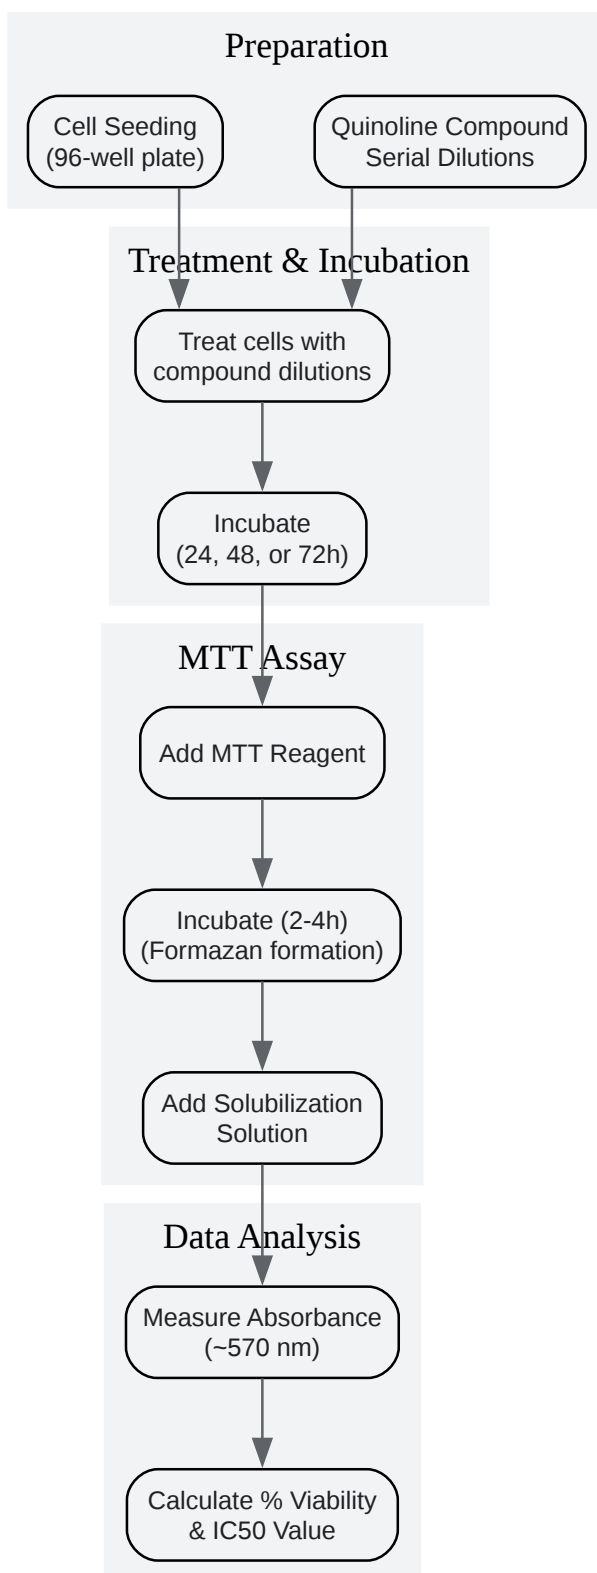 Preparation
Cell Seeding
(96-well plate)
Quinoline Compound
Serial Dilutions
Treatment & Incubation
Treat cells with
compound dilutions
Incubate
(24, 48, or 72h)
MTT Assay
Add MTT Reagent
Incubate (2-4h)
(Formazan formation)
Add Solubilization
Solution
Data Analysis
Measure Absorbance
(~570 nm)
Calculate % Viability
& IC50 Value